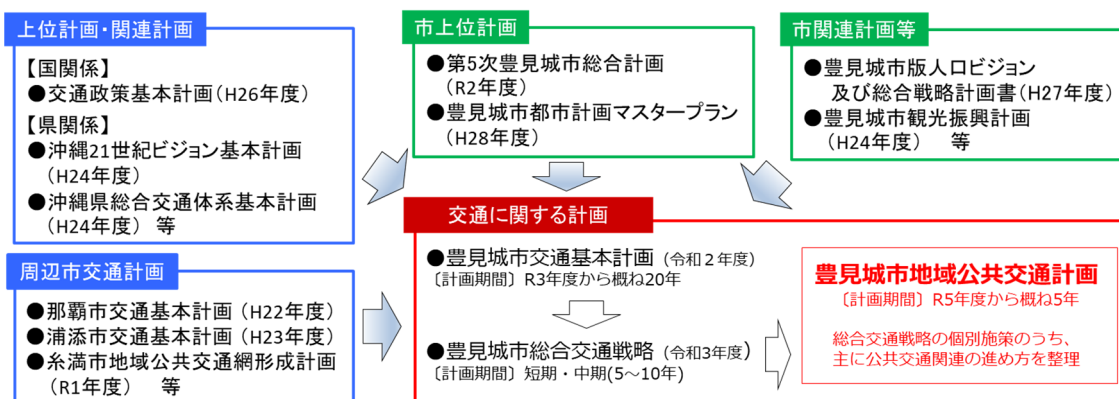 上位計画・関連計画
【国関係】
●交通政策基本計画(H26年度)
【県関係】
●沖縄21世紀ビジョン基本計画
(H24年度)
●沖縄県総合交通体系基本計画
(H24年度) 等
周辺市交通計画
●那覇市交通基本計画(H22年度)
●浦添市交通基本計画(H23年度)
●糸満市地域公共交通網形成計画
(R1年度) 等
市上位計画
●第5次豊見城市総合計画
(R2年度)
●豊見城市都市計画マスタープラン
(H28年度)
市関連計画等
●豊見城市版人口ビジョン
及び総合戦略計画書(H27年度)
●豊見城市観光振興計画
(H24年度) 等
交通に関する計画
●豊見城市交通基本計画(令和2年度)
〔計画期間〕R3年度から概ね20年
●豊見城市総合交通戦略(令和3年度)
〔計画期間〕短期・中期(5~10年)
豊見城市地域公共交通計画
〔計画期間〕R5年度から概ね5年
総合交通戦略の個別施策のうち、
主に公共交通関連の進め方を整理